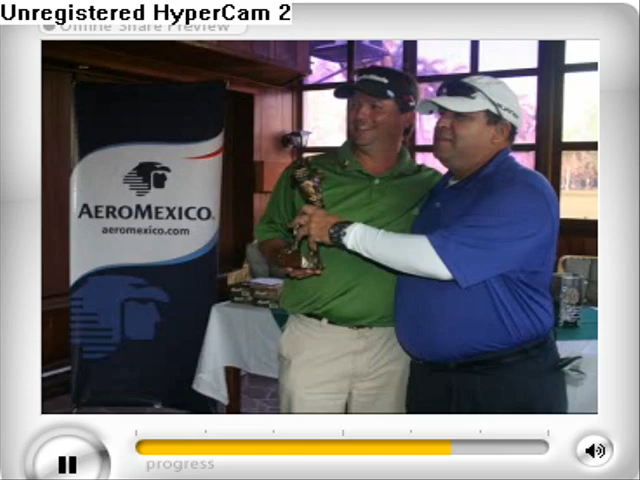 Unregistered HyperCam 2
Online Share Preview
AEROMEXICO.
aeromexico.com
progress